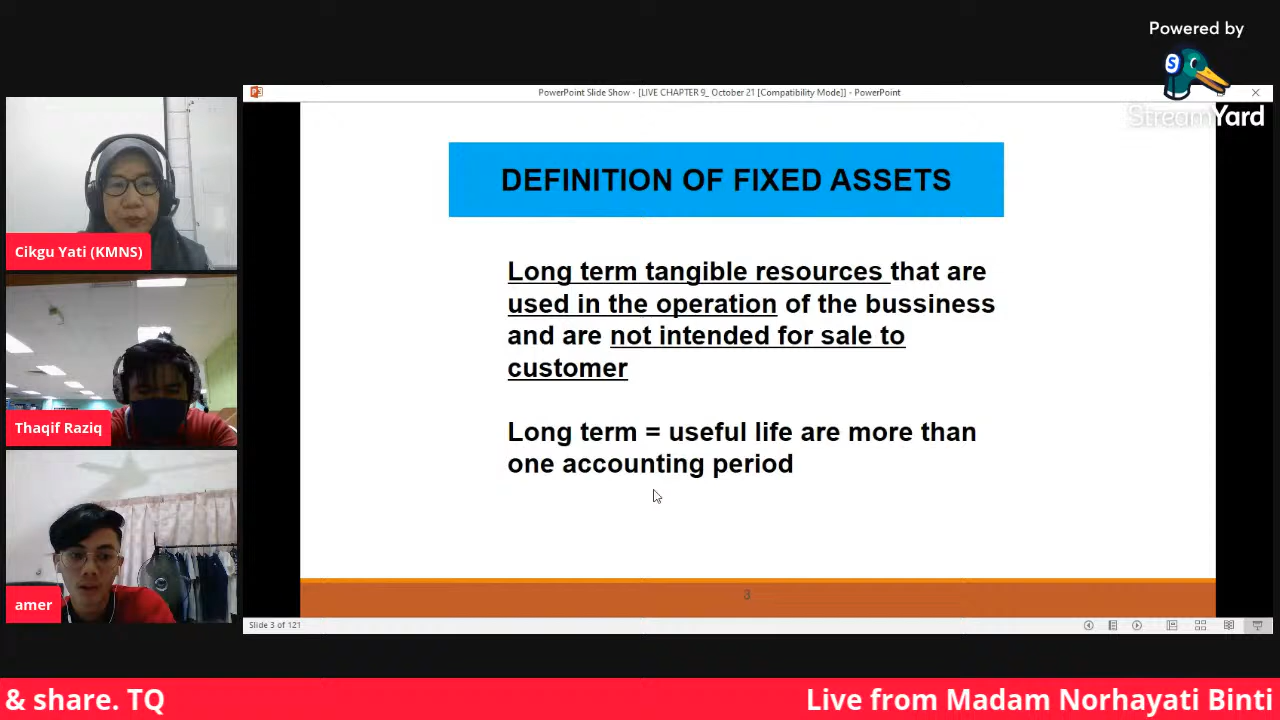 Powered by
StreamYard
PowerPoint Slide Show - [LIVE CHAPTER 9_ October 21 [Compatibility Mode]] - PowerPoint
DEFINITION OF FIXED ASSETS
Long term tangible resources that are
used in the operation of the bussiness
and are not intended for sale to
customer
Long term = useful life are more than
one accounting period
3
Slide 3 of 121
Cikgu Yati (KMNS)
Thaqif Raziq
amer
& share. TQ
Live from Madam Norhayati Binti